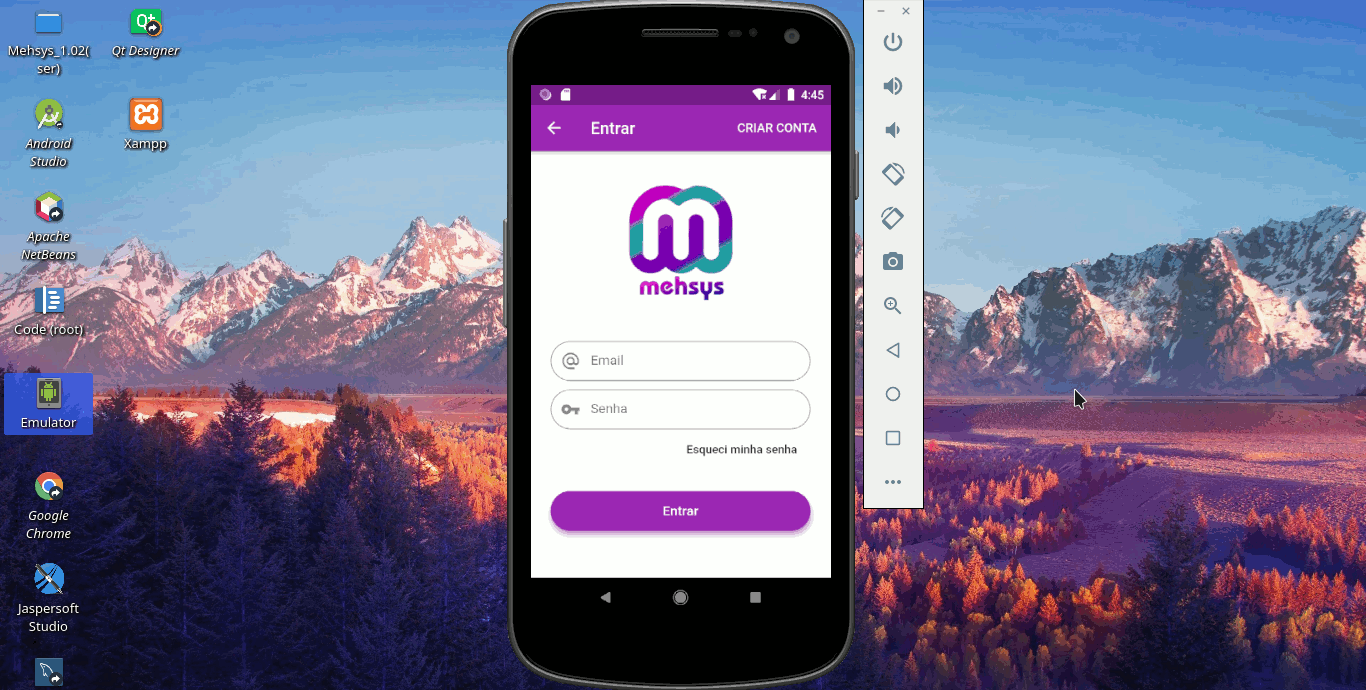 Mehsys_1.02(
ser)
Qt
Qt Designer
Android
Studio
Xampp
Apache
NetBeans
Code (root)
Emulator
Google
Chrome
Jaspersoft
Studio
4:45
Entrar
CRIAR CONTA
mehsys
Email
Senha
Esqueci minha senha
Entrar